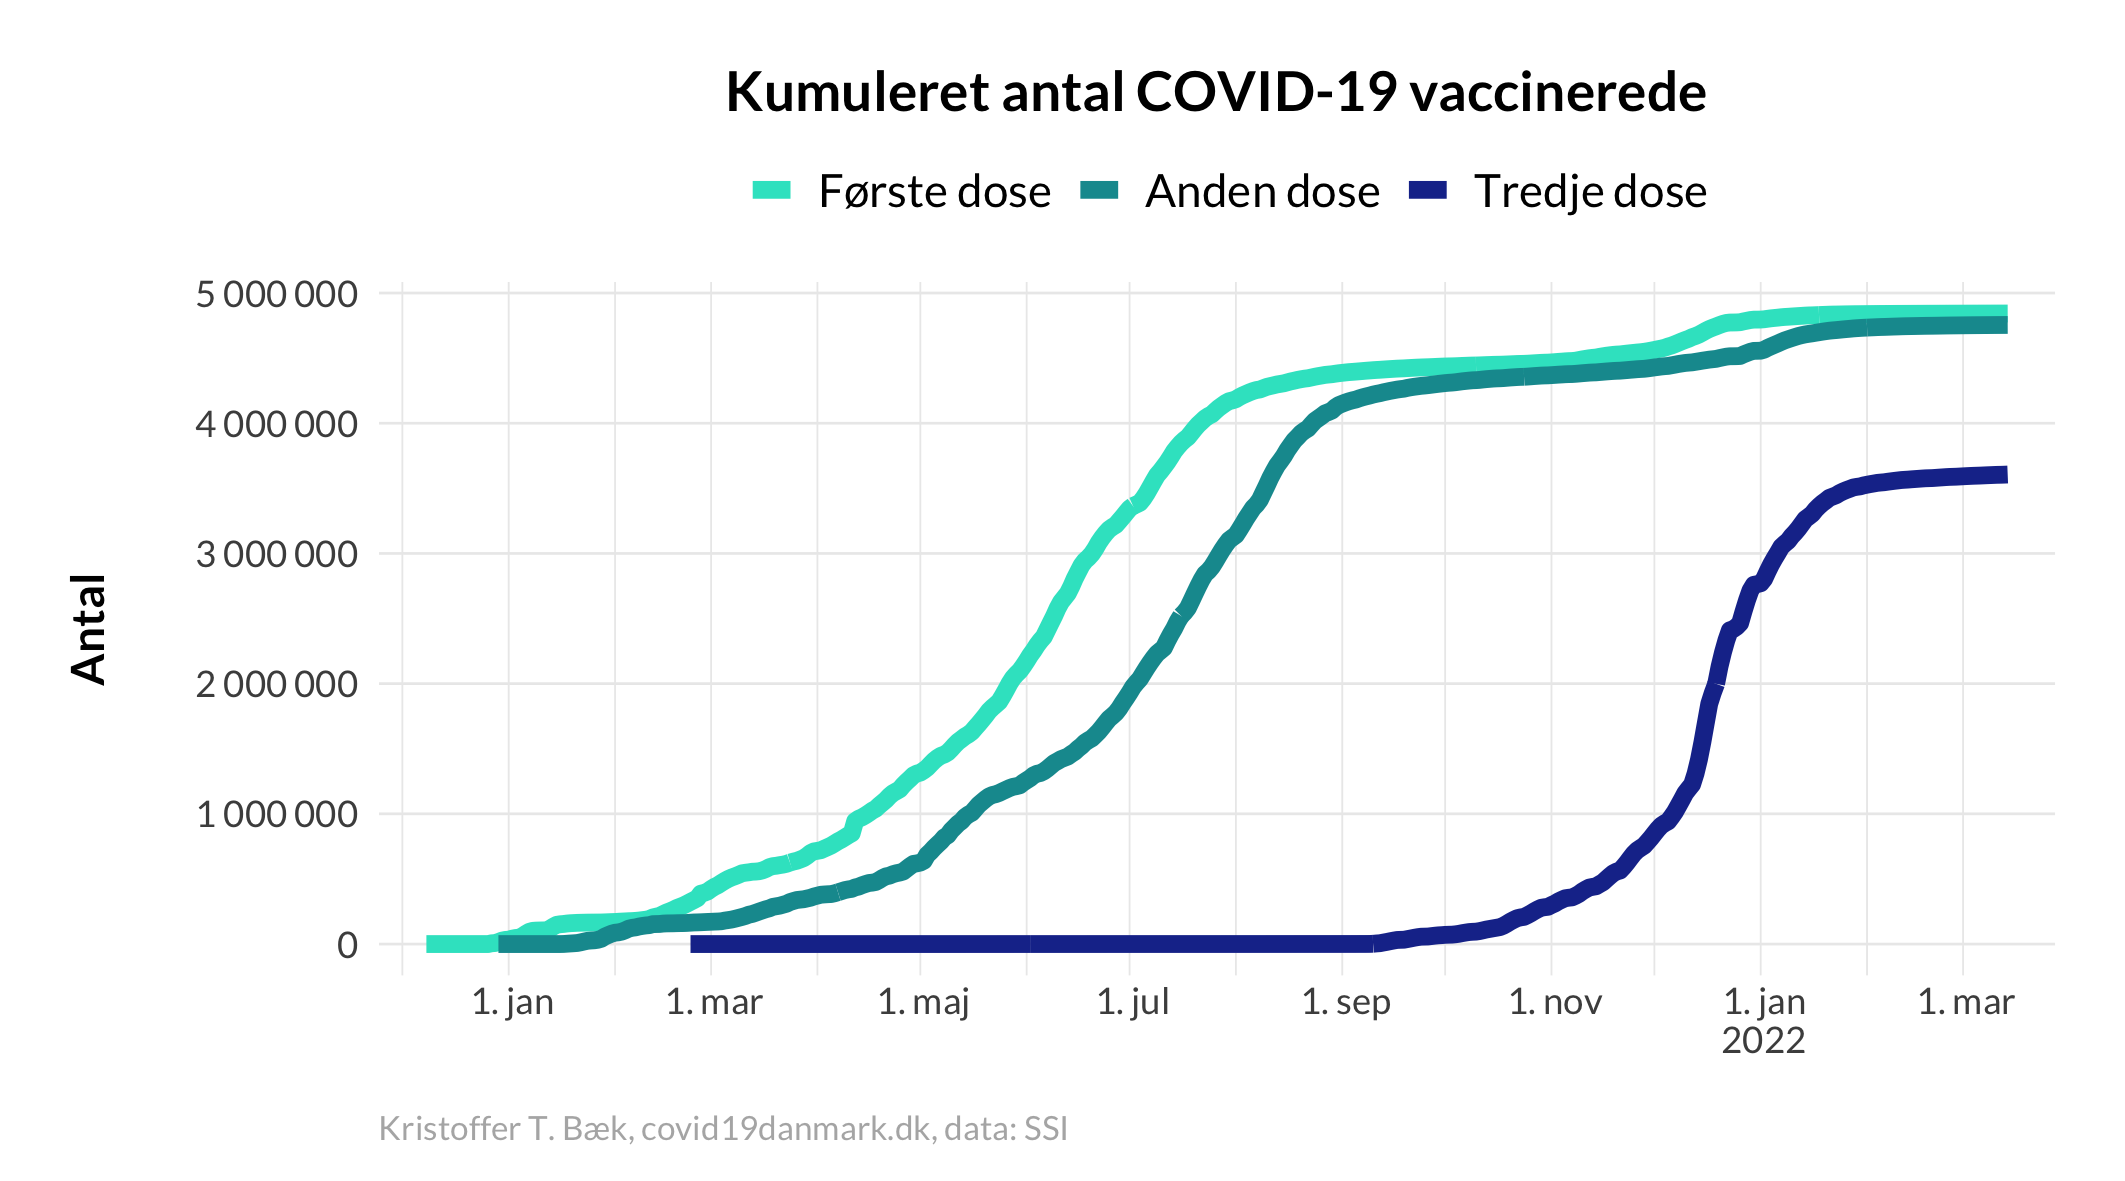 Kumuleret antal COVID-19 vaccinerede
Første dose Anden dose Tredje dose
5 000 000
4 000 000
3 000 000
2 000 000
1 000 000
0
Antal
1. jan 1. mar 1. maj 1. jul 1. sep 1. nov 1. jan 1. mar
2022
Kristoffer T. Bæk, covid19danmark.dk, data: SSI